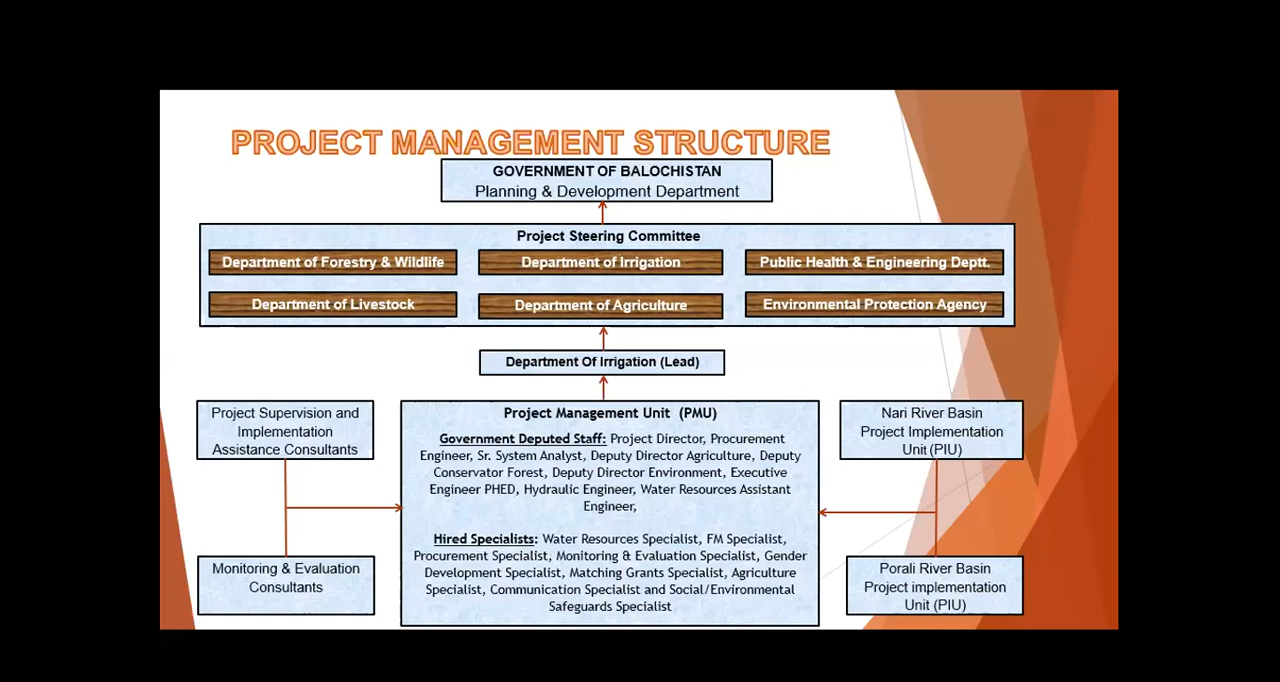 PROJECT MANAGEMENT STRUCTURE
GOVERNMENT OF BALOCHISTAN
Planning & Development Department
Project Steering Committee
Department of Forestry & Wildlife
Department of Irrigation
Public Health & Engineering Deptt.
Department of Livestock
Department of Agriculture
Environmental Protection Agency
Department Of Irrigation (Lead)
Project Supervision and
Implementation
Assistance Consultants
Monitoring & Evaluation
Consultants
Project Management Unit (PMU)
Government Deputed Staff: Project Director, Procurement
Engineer, Sr. System Analyst, Deputy Director Agriculture, Deputy
Conservator Forest, Deputy Director Environment, Executive
Engineer PHED, Hydraulic Engineer, Water Resources Assistant
Engineer,
Hired Specialists: Water Resources Specialist, FM Specialist,
Procurement Specialist, Monitoring & Evaluation Specialist, Gender
Development Specialist, Matching Grants Specialist, Agriculture
Specialist, Communication Specialist and Social/Environmental
Safeguards Specialist
Nari River Basin
Project Implementation
Unit (PIU)
Porali River Basin
Project implementation
Unit (PIU)